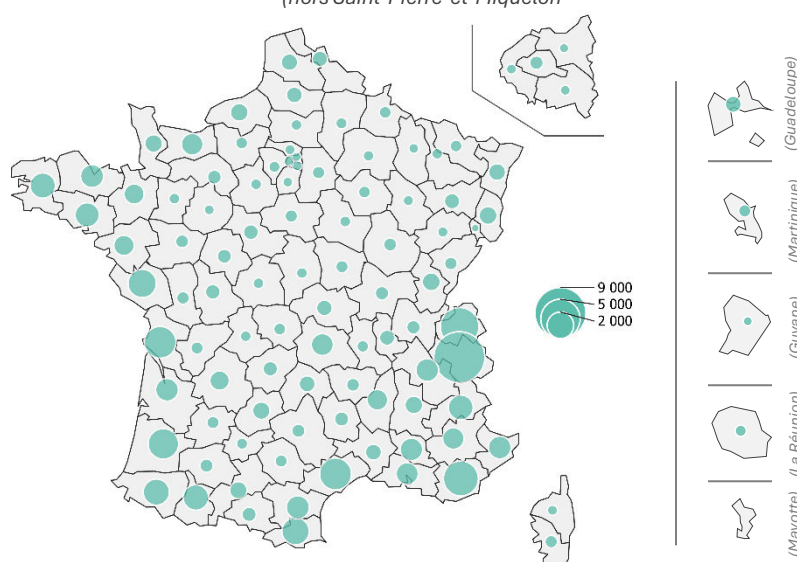 (hors Saint-Pierre-et-Miquelon
9 000
5 000
2 000
(Guadeloupe)
(Martinique)
(Guyane)
(La Réunion)
(Mayotte)